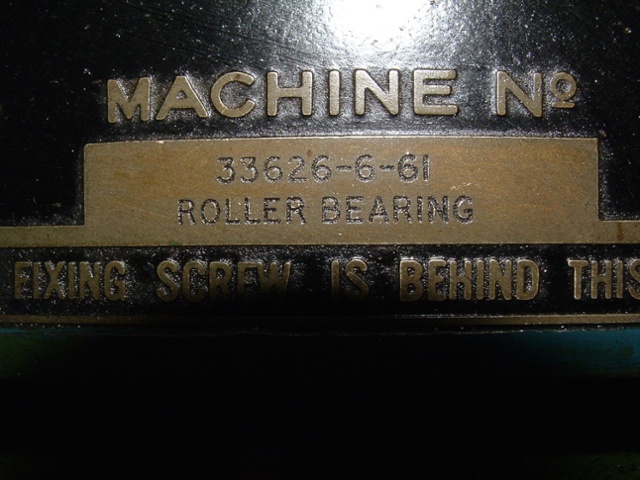 MACHINE Nº
33626-6-61
ROLLER BEARING
FIXING SCREW IS BEHIND THIS